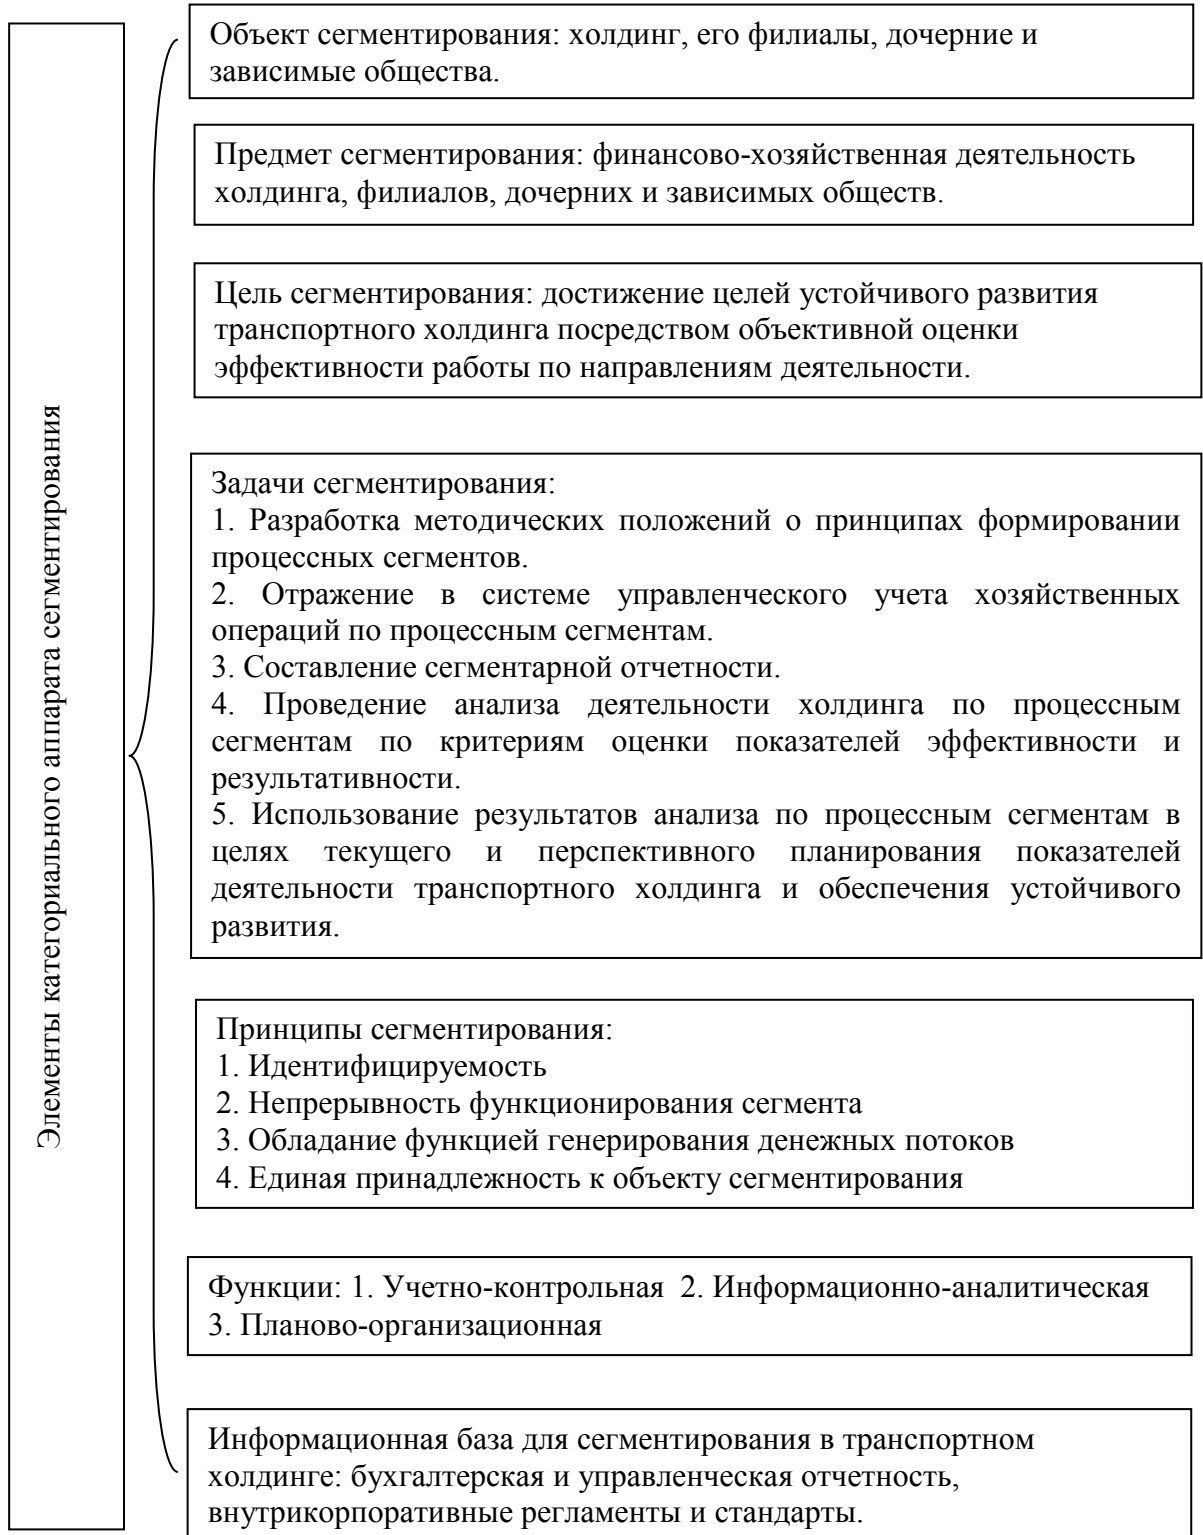 Элементы категориального аппарата сегментирования
Объект сегментирования: холдинг, его филиалы, дочерние и
зависимые общества.
Предмет сегментирования: финансово-хозяйственная деятельность
холдинга, филиалов, дочерних и зависимых обществ.
Цель сегментирования: достижение целей устойчивого развития
транспортного холдинга посредством объективной оценки
эффективности работы по направлениям деятельности.
Задачи сегментирования:
1. Разработка методических положений о принципах формировании
процессных сегментов.
2. Отражение в системе управленческого учета хозяйственных
операций по процессным сегментам.
3. Составление сегментарной отчетности.
4. Проведение анализа деятельности холдинга по процессным
сегментам по критериям оценки показателей эффективности и
результативности.
5. Использование результатов анализа по процессным сегментам в
целях текущего и перспективного планирования показателей
деятельности транспортного холдинга и обеспечения устойчивого
развития.
Принципы сегментирования:
1. Идентифицируемость
2. Непрерывность функционирования сегмента
3. Обладание функцией генерирования денежных потоков
4. Единая принадлежность к объекту сегментирования
Функции: 1. Учетно-контрольная 2. Информационно-аналитическая
3. Планово-организационная
Информационная база для сегментирования в транспортном
холдинге: бухгалтерская и управленческая отчетность,
внутрикорпоративные регламенты и стандарты.